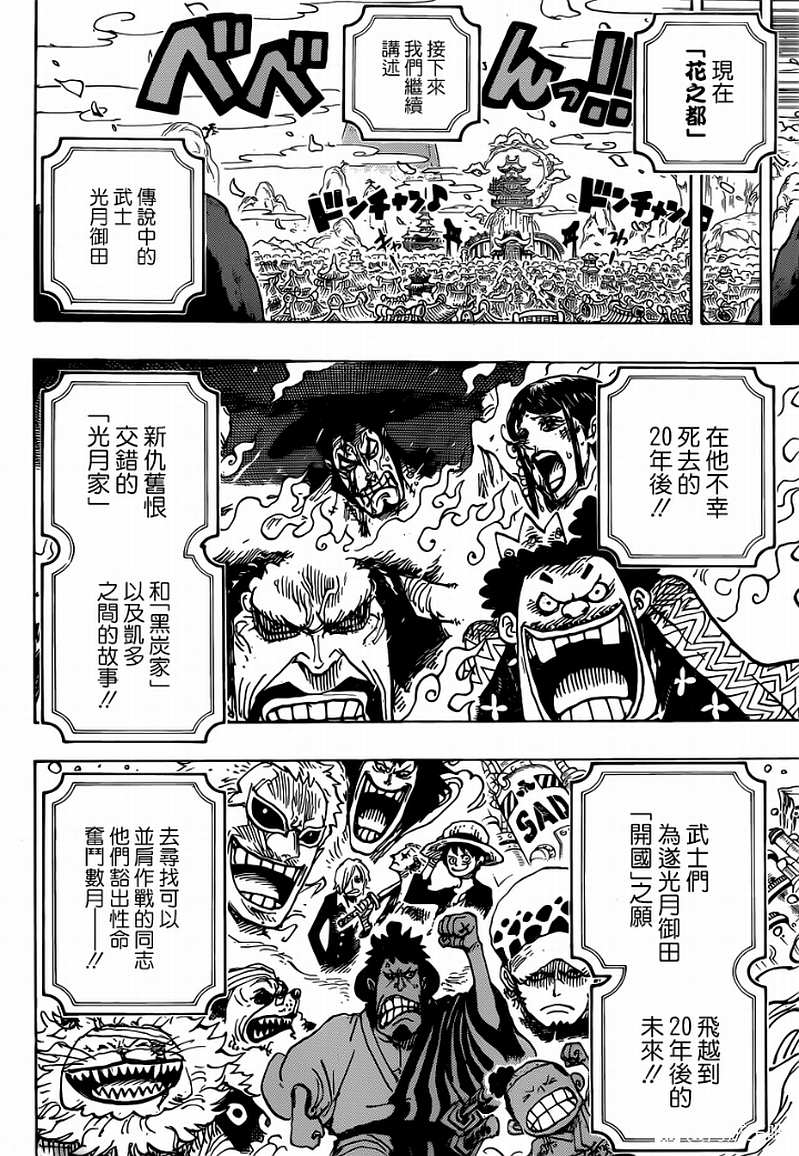 現在
「花之都」
ベベんっ!!
接下來
我們繼續
講述
ドンチャン♪
ドンチャン♪
傳說中的
武士
光月御田
在他不幸
死去的
20年後!!
新仇舊恨
交錯的
「光月家」
和「黑炭家」
以及凱多
之間的故事!!
武士們
為遂光月御田
「開國」之願
飛越到
20年後的
未來!!
SAD
去尋找可以
並肩作戰的同志
他們豁出性命
奮鬥數月——!!